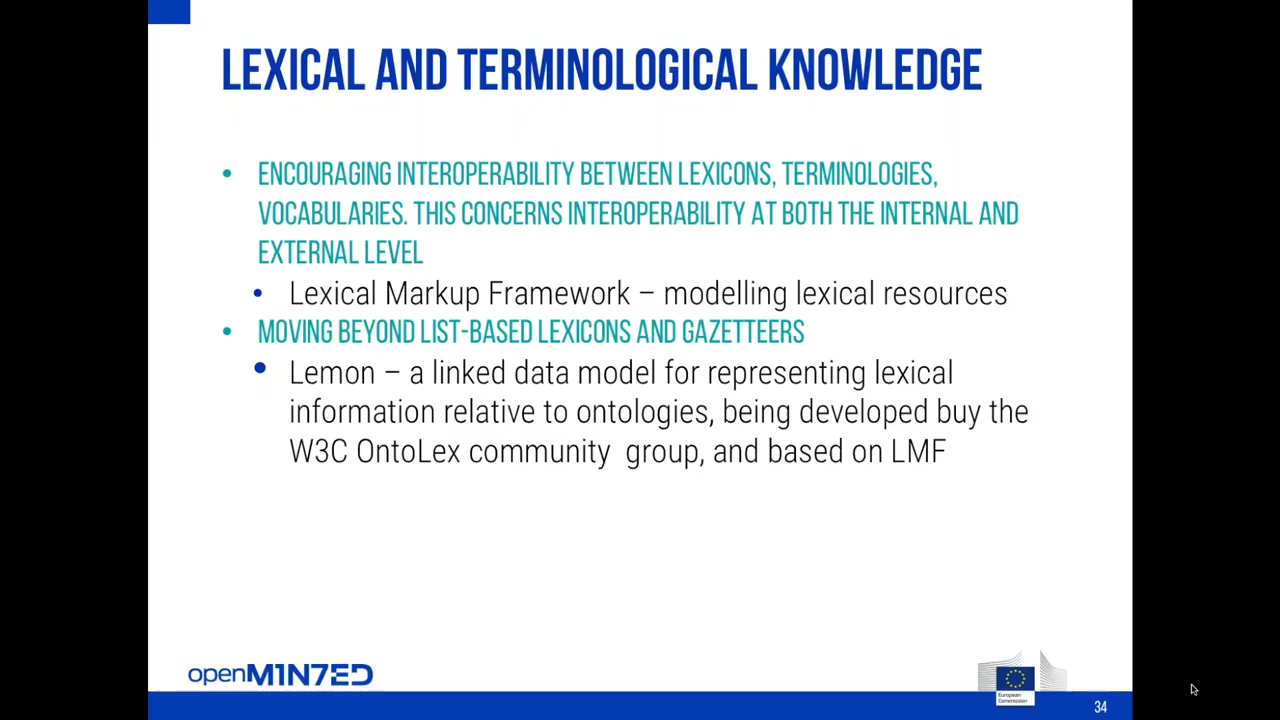 LEXICAL AND TERMINOLOGICAL KNOWLEDGE
• ENCOURAGING INTEROPERABILITY BETWEEN LEXICONS, TERMINOLOGIES,
VOCABULARIES. THIS CONCERNS INTEROPERABILITY AT BOTH THE INTERNAL AND
EXTERNAL LEVEL
• Lexical Markup Framework – modelling lexical resources
• MOVING BEYOND LIST-BASED LEXICONS AND GAZETTEERS
• Lemon – a linked data model for representing lexical
information relative to ontologies, being developed buy the
W3C OntoLex community group, and based on LMF
openM1N7ED
European
Commission
34